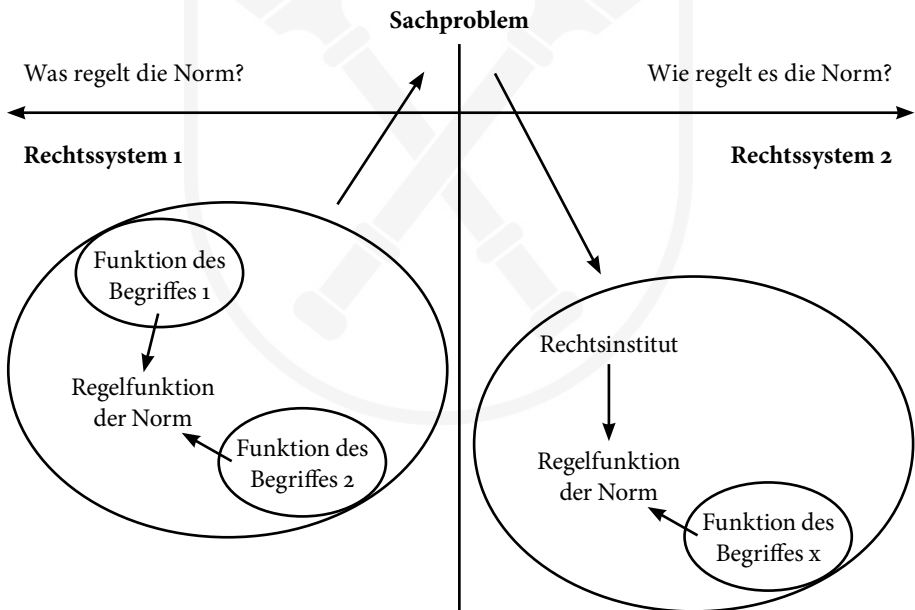 Sachproblem
Was regelt die Norm?
Wie regelt es die Norm?
Rechtssystem 1
Rechtssystem 2
Funktion des
Begriffes 1
Regelfunktion
der Norm
Funktion des
Begriffes 2
Rechtsinstitut
Regelfunktion
der Norm
Funktion des
Begriffes x